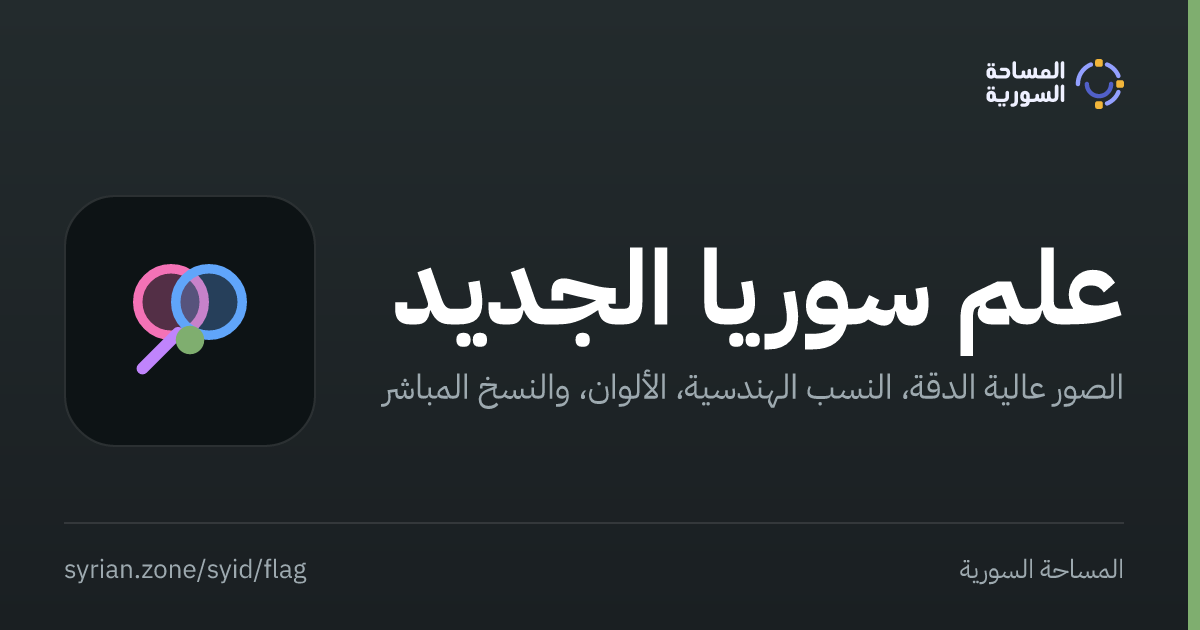 المساحة
السورية
علم سوريا الجديد
الصور عالية الدقة، النسب الهندسية، الألوان، والنسخ المباشر
المساحة السورية
syrian.zone/syid/flag